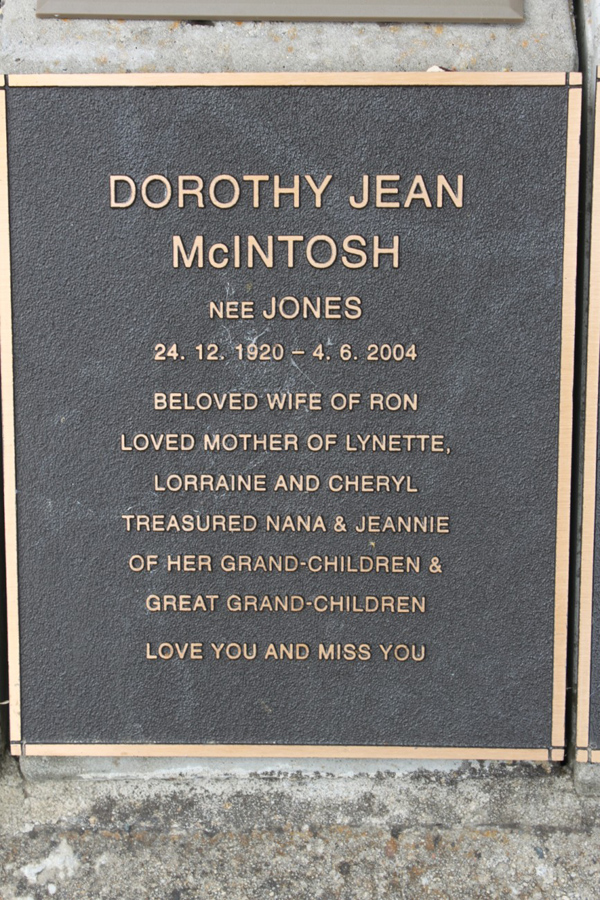 DOROTHY JEAN
McINTOSH
NEE JONES
24. 12. 1920 – 4. 6. 2004
BELOVED WIFE OF RON
LOVED MOTHER OF LYNETTE,
LORRAINE AND CHERYL
TREASURED NANA & JEANNIE
OF HER GRAND-CHILDREN &
GREAT GRAND-CHILDREN
LOVE YOU AND MISS YOU